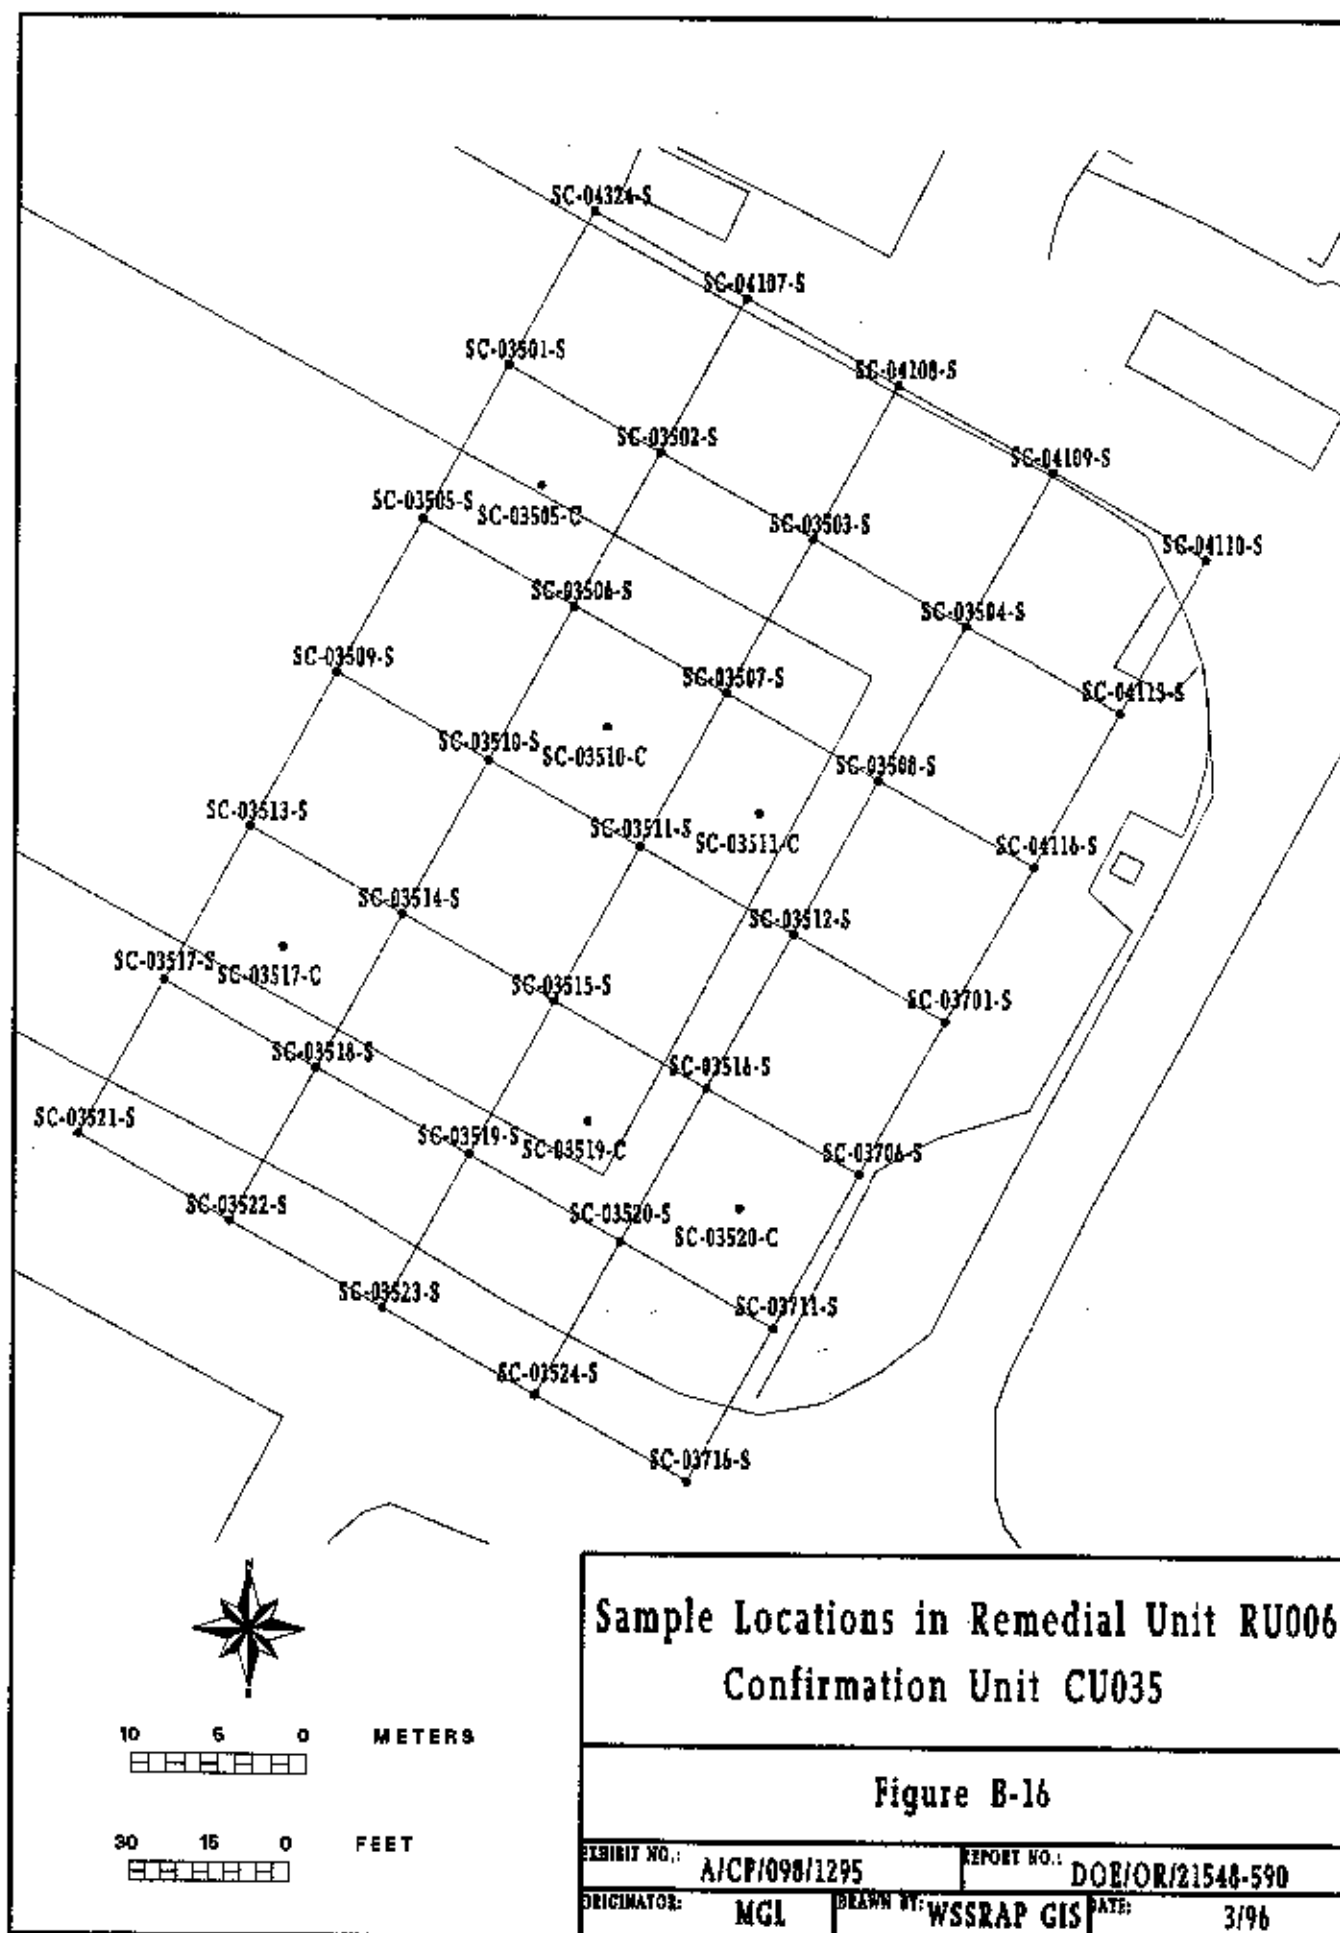 SC-04324-S
SC-04107-S
SC-03501-S
SC-04108-S
SC-03502-S
SC-04109-S
SC-03505-S
SC-03505-C
SC-03503-S
SC-04110-S
SC-03506-S
SC-03504-S
SC-03509-S
SC-03507-S
SC-04115-S
SC-03510-S
SC-03510-C
SC-03508-S
SC-03513-S
SC-03511-S
SC-03511-C
SC-04116-S
SC-03514-S
SC-03512-S
SC-03517-S
SC-03517-C
SC-03515-S
SC-03701-S
SC-03518-S
SC-03516-S
SC-03521-S
SC-03519-S
SC-03519-C
SC-03706-S
SC-03522-S
SC-03520-S
SC-03520-C
SC-03523-S
SC-03711-S
SC-03524-S
SC-03716-S
N
10 5 0 METERS
30 15 0 FEET
Sample Locations in Remedial Unit RU006
Confirmation Unit CU035
Figure B-16
EXHIBIT NO.: A/CP/098/1295
REPORT NO.: DOE/OR/21548-590
ORIGINATOR: MGL
DRAWN BY: WSSRAP GIS
DATE: 3/96